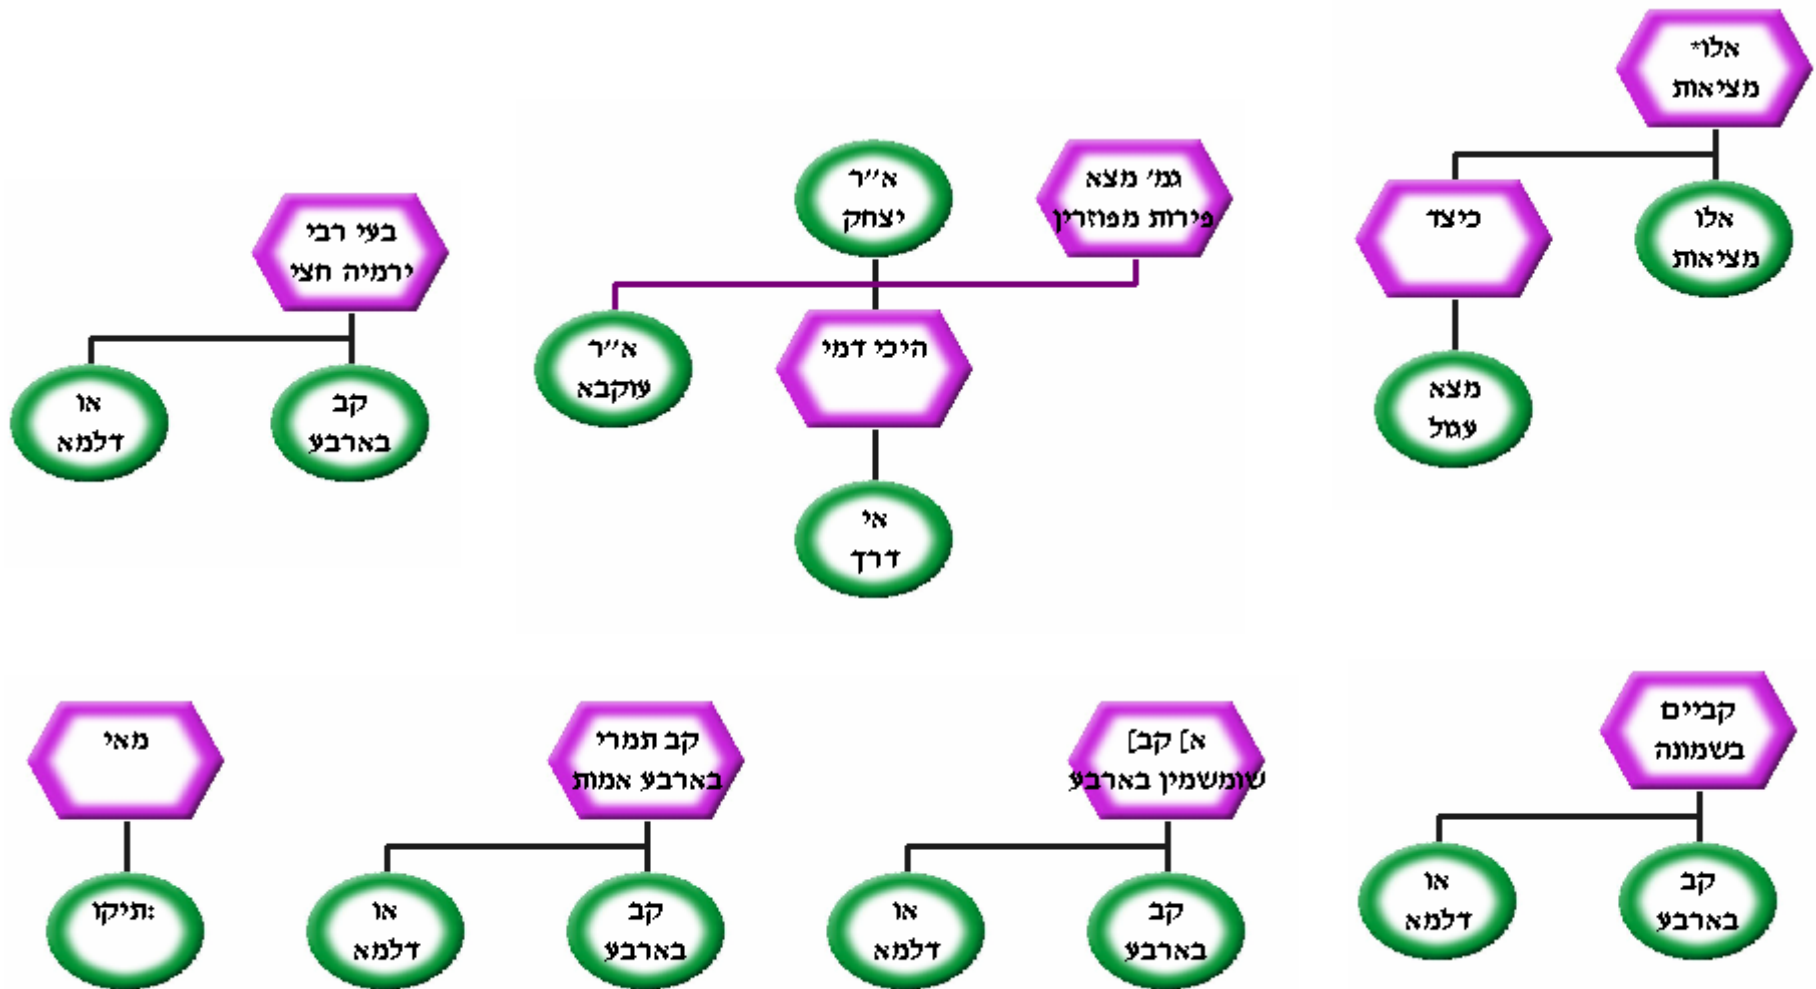 אלו*
מציאות
כיצד
אלו
מציאות
מצא
עגול
גמ' מצא
פירות מפוזרין
א"ר
יצחק
א"ר
עוקבא
היכי דמי
אי
דרך
בעי רבי
ירמיה חצי
קב
בארבע
או
דלמא
קביים
בשמונה
קב
בארבע
או
דלמא
א] קב]
שומשמין בארבע
קב
בארבע
או
דלמא
קב תמרי
בארבע אמות
קב
בארבע
או
דלמא
מאי
תיקו: